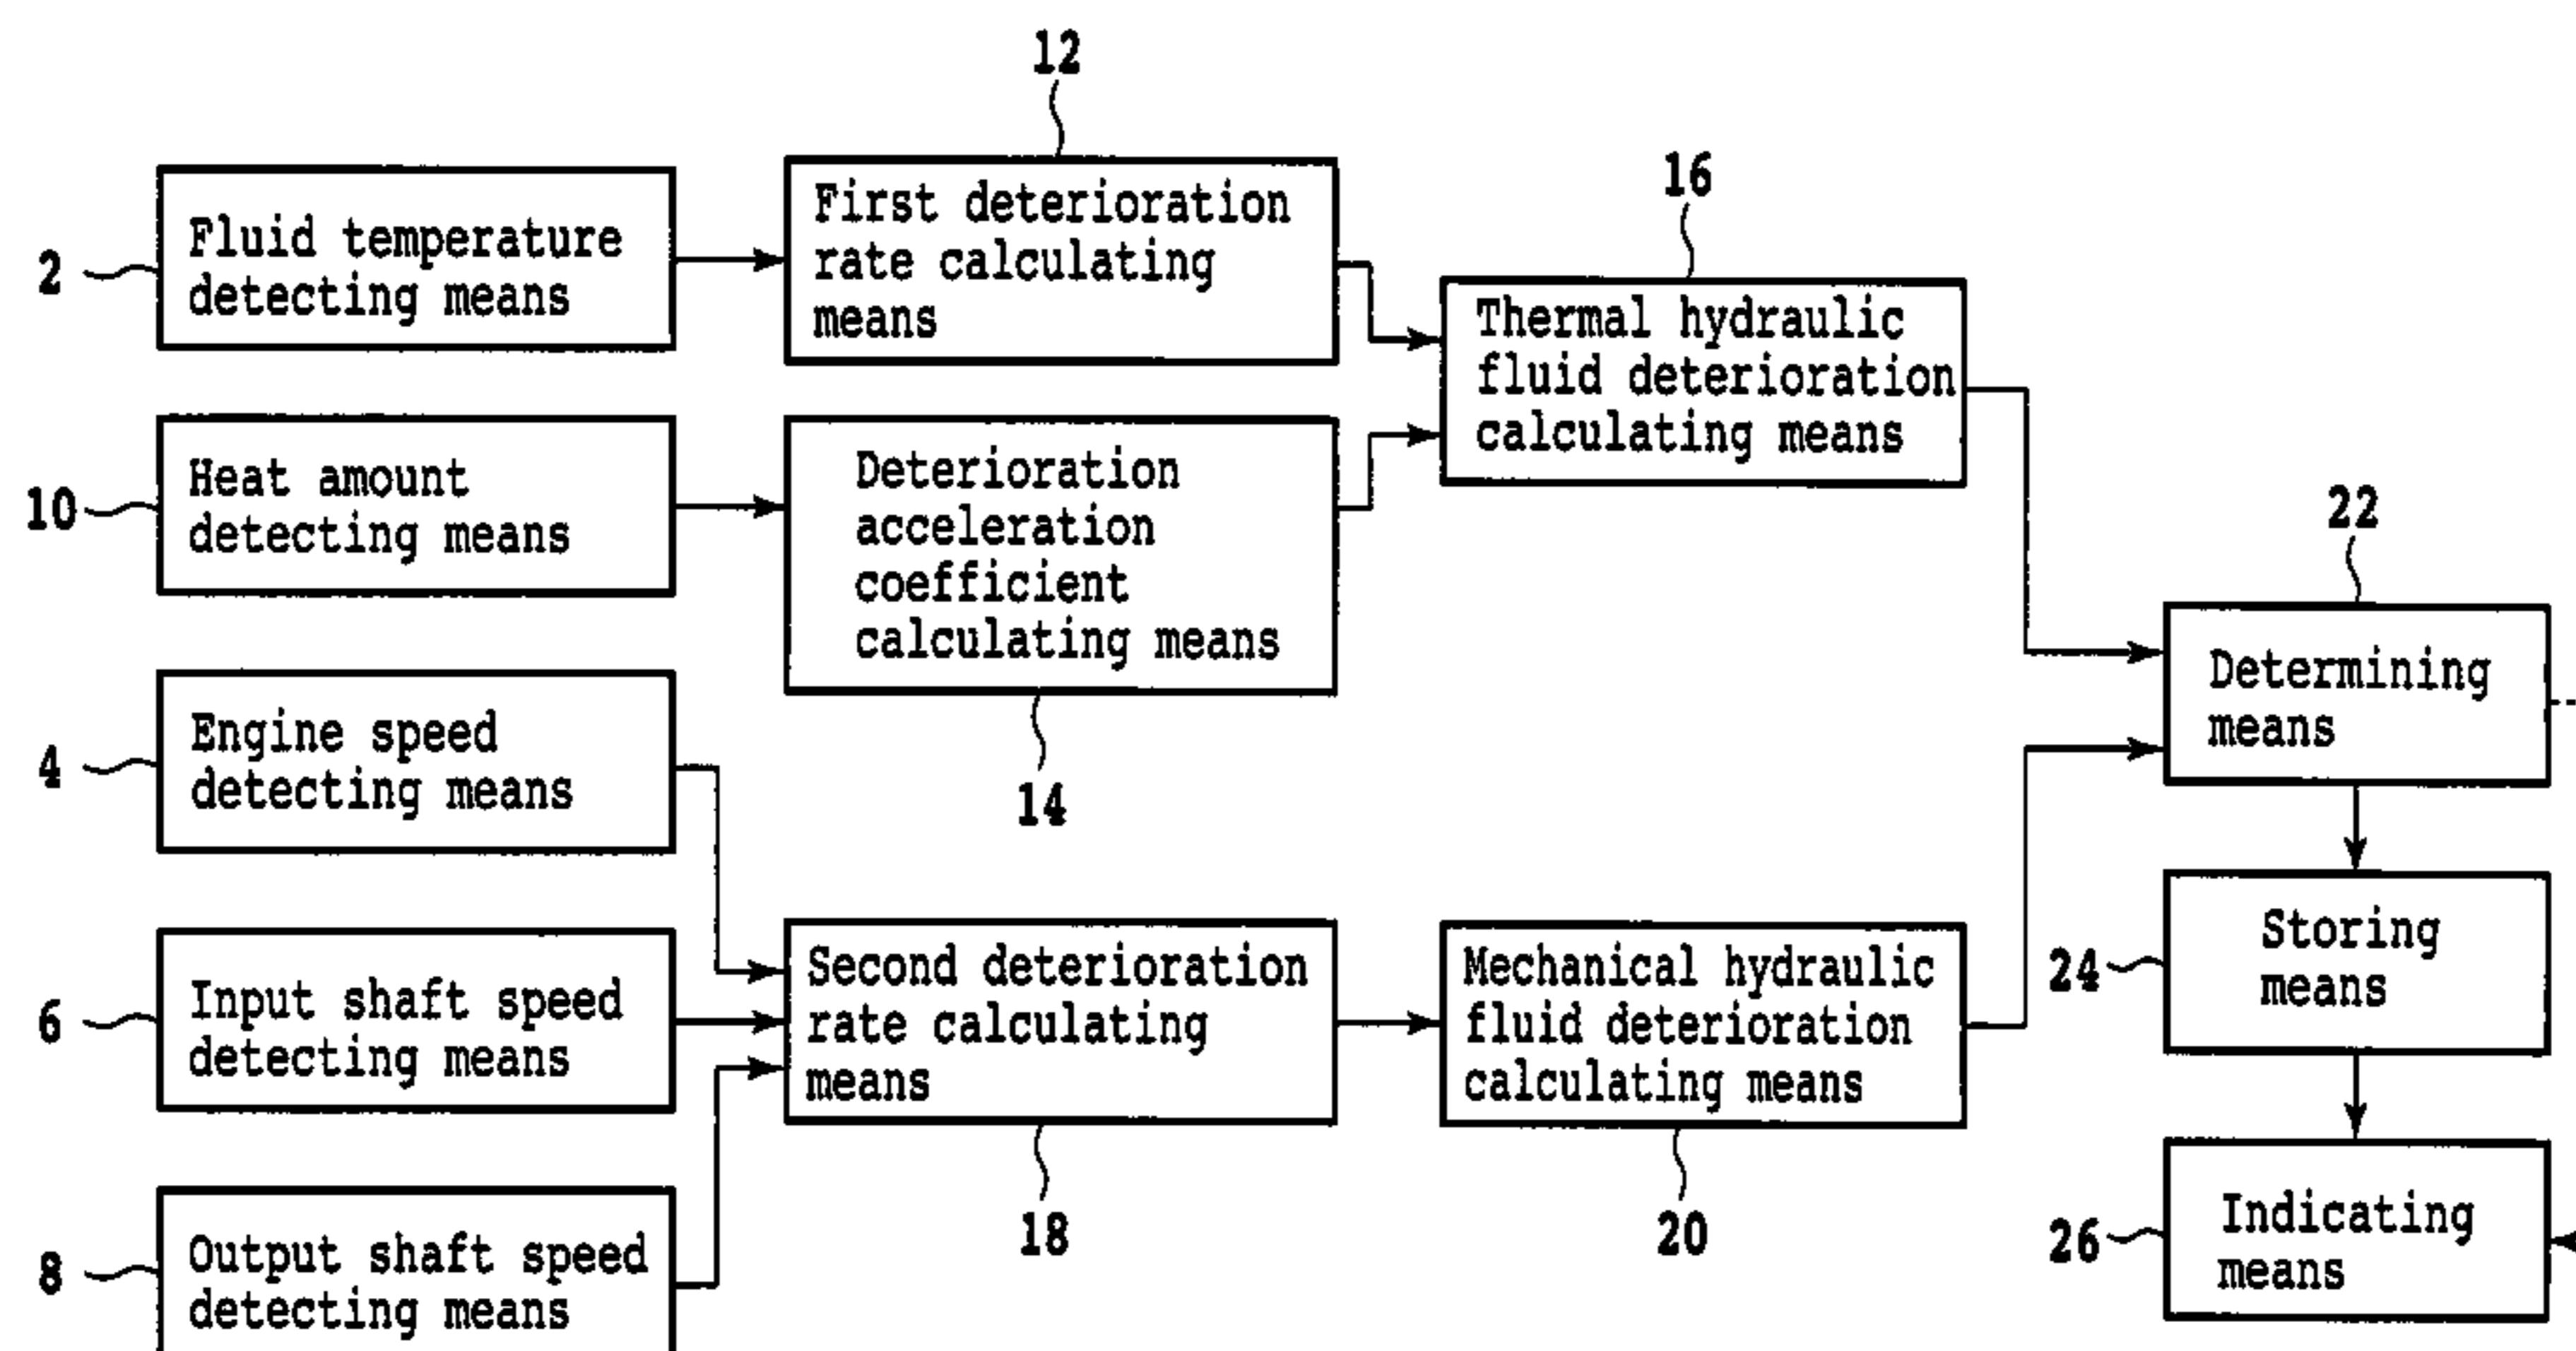 12
First deterioration
rate calculating
means
16
Fluid temperature
detecting means
2
Thermal hydraulic
fluid deterioration
calculating means
Heat amount
detecting means
10
Deterioration
acceleration
coefficient
calculating means
14
22
Determining
means
Engine speed
detecting means
4
Input shaft speed
detecting means
6
Second deterioration
rate calculating
means
18
Mechanical hydraulic
fluid deterioration
calculating means
20
Storing
means
24
Output shaft speed
detecting means
8
Indicating
means
26